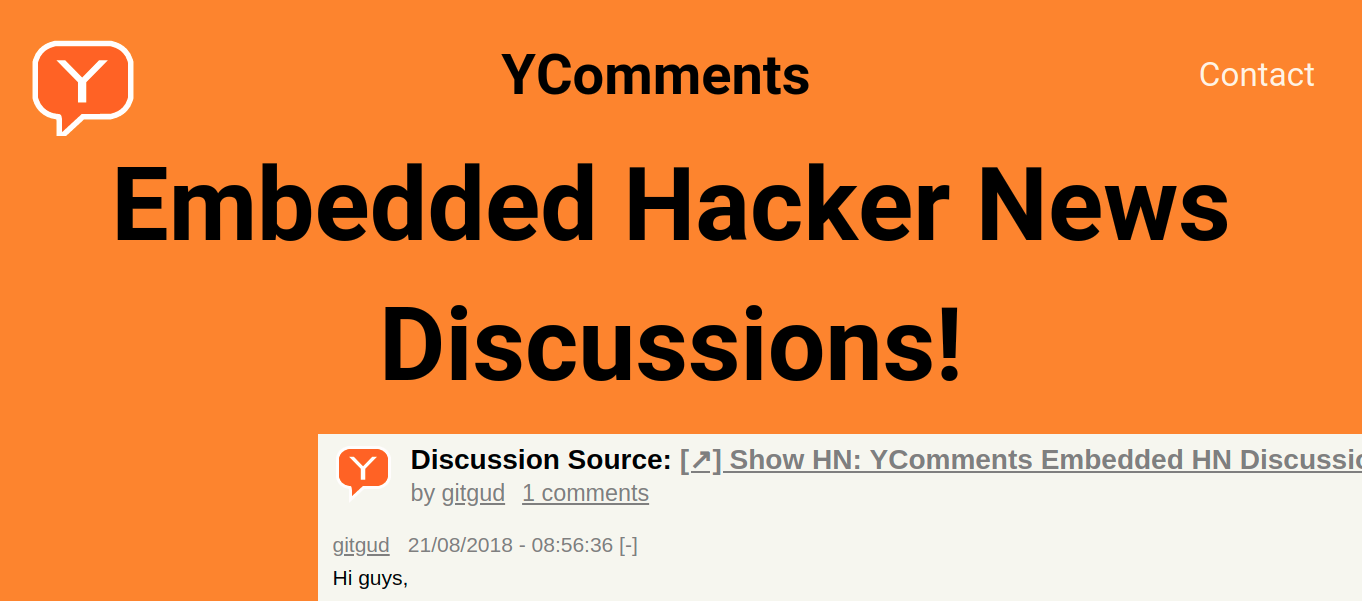 Y
YComments
Contact
Embedded Hacker News
Discussions!
Y
Discussion Source: [↗] Show HN: YComments Embedded HN Discussio
by gitgud 1 comments
gitgud 21/08/2018 - 08:56:36 [-]
Hi guys,